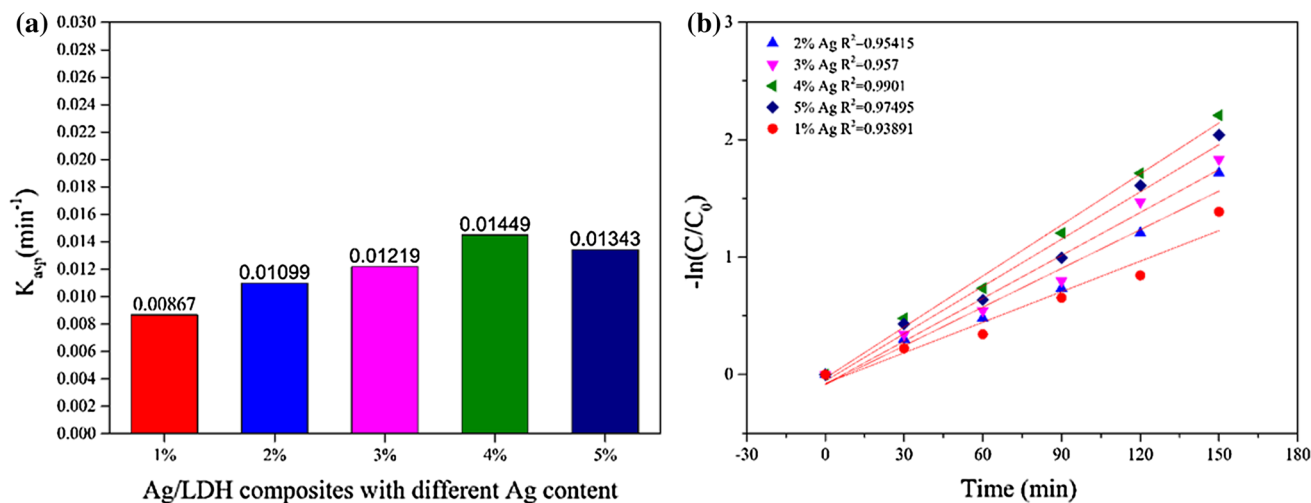 (a)
0.030
0.028
0.026
0.024
0.022
0.020
0.018
0.016
0.014
0.012
0.010
0.008
0.006
0.004
0.002
0.000
K_asp(min⁻¹)
0.00867
0.01099
0.01219
0.01449
0.01343
1% 2% 3% 4% 5%
Ag/LDH composites with different Ag content
(b)
3
2
1
0
-ln(C/C₀)
2% Ag R²=0.95415
3% Ag R²=0.957
4% Ag R²=0.9901
5% Ag R²=0.97495
1% Ag R²=0.93891
-30 0 30 60 90 120 150 180
Time (min)